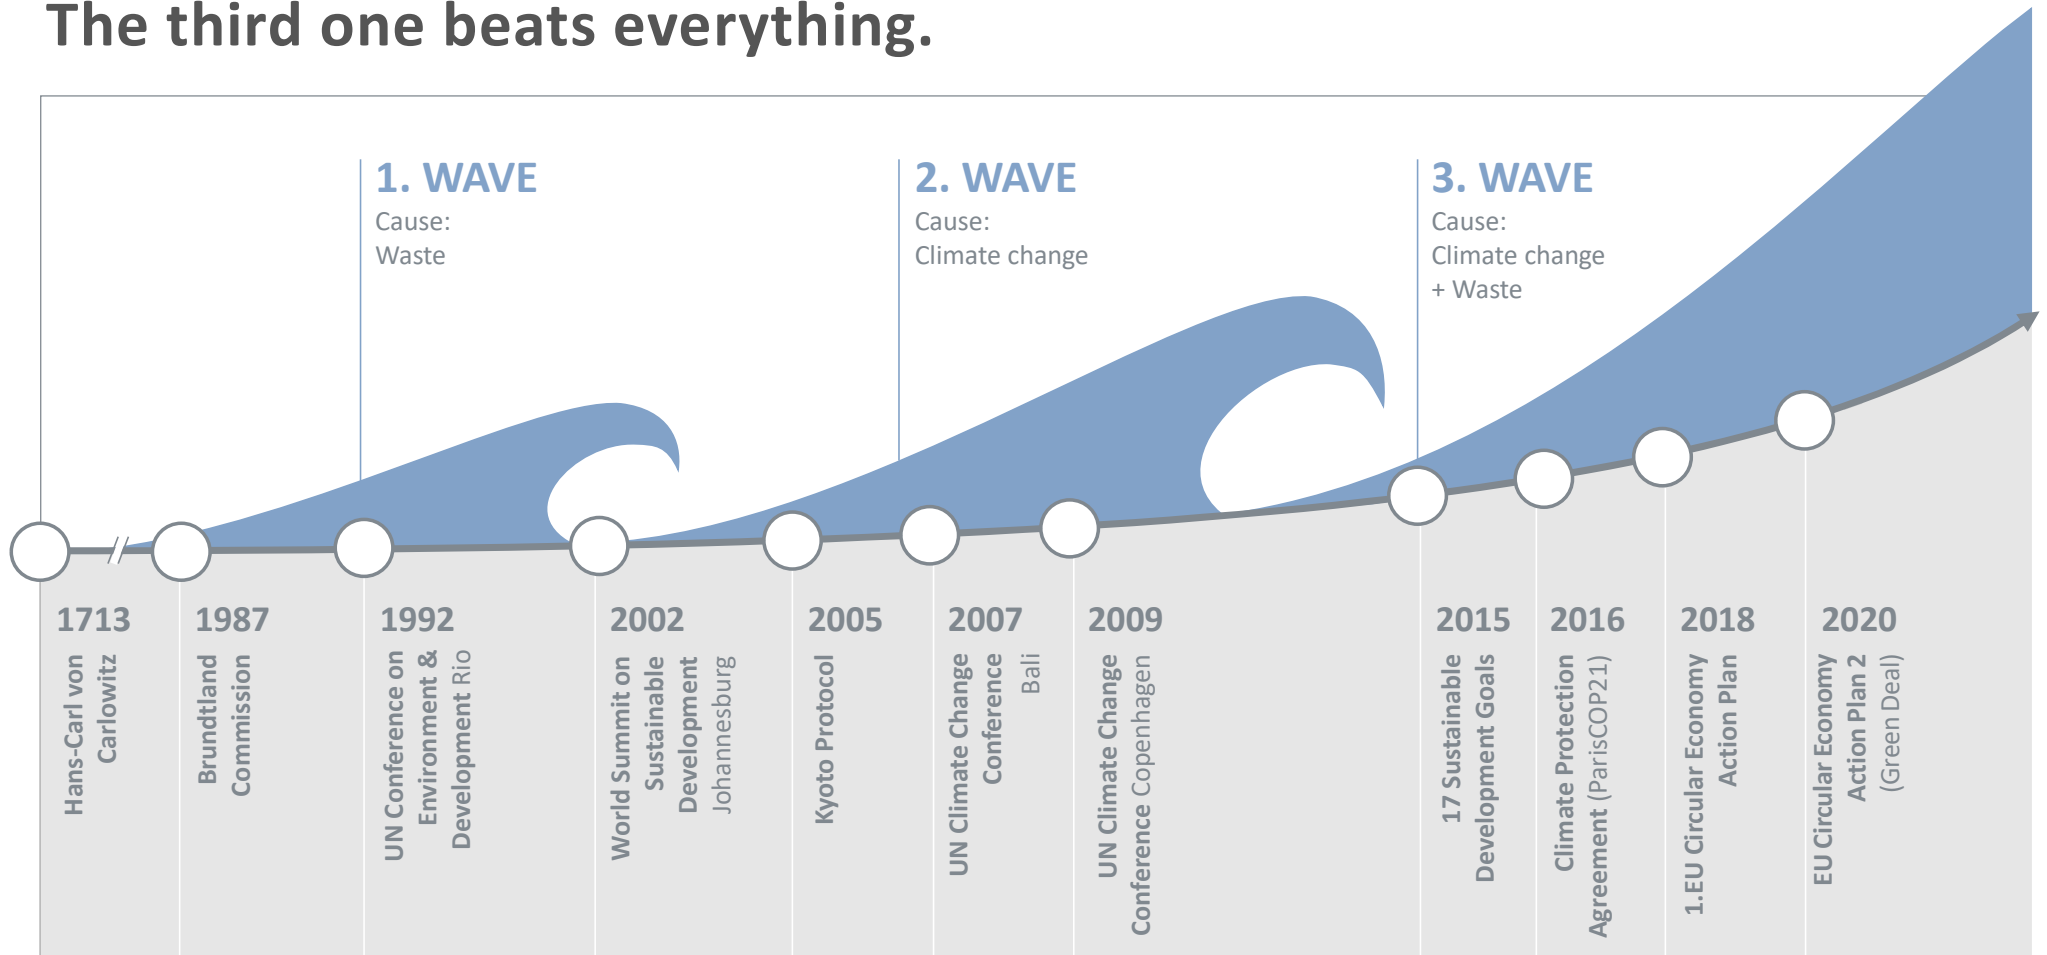 The third one beats everything.
1. WAVE
Cause:
Waste
2. WAVE
Cause:
Climate change
3. WAVE
Cause:
Climate change
+ Waste
1713
Hans-Carl von
Carlowitz
1987
Brundtland
Commission
1992
UN Conference on
Environment &
Development Rio
2002
World Summit on
Sustainable
Development
Johannesburg
2005
Kyoto Protocol
2007
UN Climate Change
Conference
Bali
2009
UN Climate Change
Conference Copenhagen
2015
17 Sustainable
Development Goals
2016
Climate Protection
Agreement (ParisCOP21)
2018
1.EU Circular Economy
Action Plan
2020
EU Circular Economy
Action Plan 2
(Green Deal)